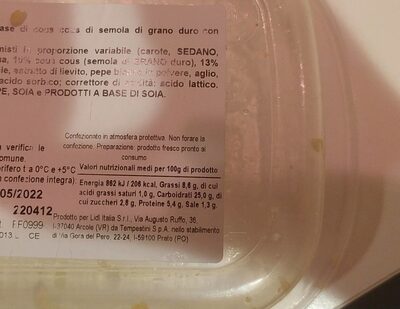 ase di cous cous di semola di grano duro non
misti in proporzione variabile (carote, SEDANO,
10% cous cous (semola di GRANO duro), 13%
estratto di lievito, pepe bianco in polvere, aglio,
acido sorbico; correttore di acidità: acido lattico.
PE, SOIA e PRODOTTI A BASE DI SOIA.
Confezionato in atmosfera protettiva. Non forare la
confezione. Preparazione: prodotto fresco pronto al
consumo
a verifica le
omune.
rifero t a 0°C e +5°C
confezione integra).
Valori nutrizionali medi per 100g di prodotto
Energia 862 kJ / 206 kcal, Grassi 8,6 g, di cui
acidi grassi saturi 1,0 g, Carboidrati 25,0 g, di
cui zuccheri 2,8 g, Proteine 5,4 g, Sale 1,3 g.
05/2022
220412
FF0999
CE
Prodotto per Lidl Italia S.r.l., Via Augusto Ruffo, 36,
I-37040 Arcole (VR) da Tempestini S.p.A. nello stabilimento
di Via Gora del Pero, 22-24, I-59100 Prato (PO)